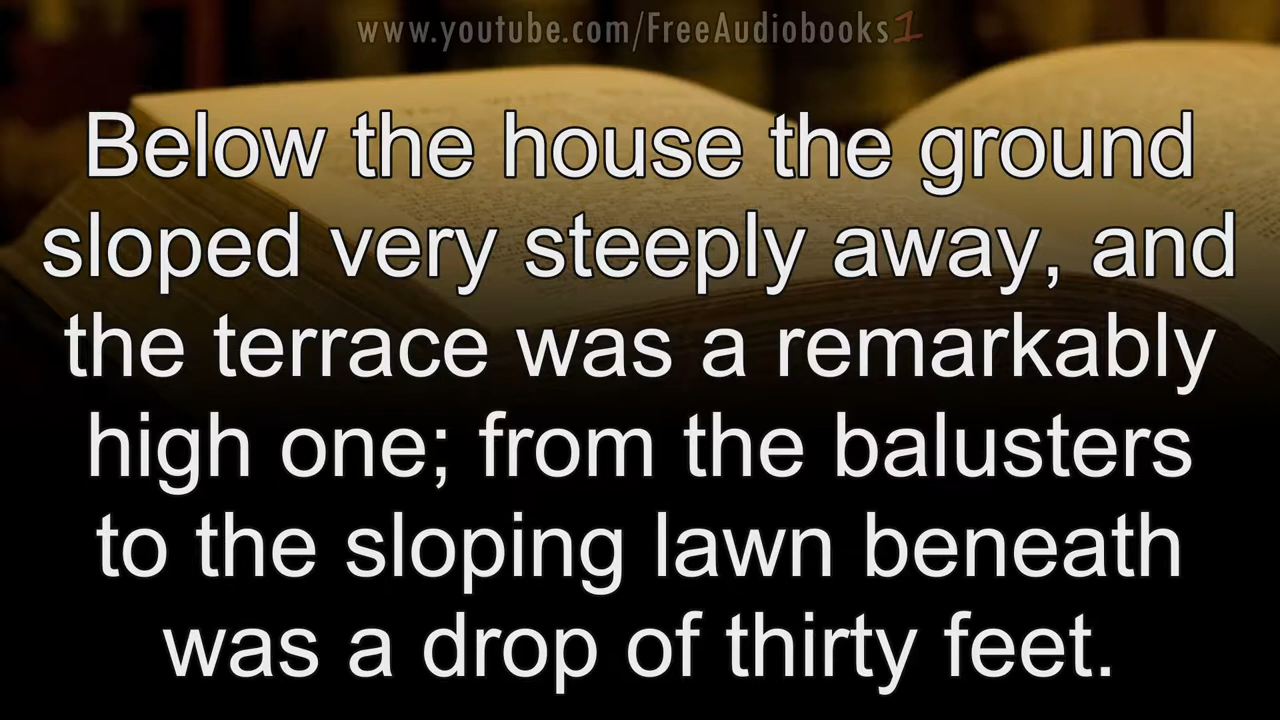 www.youtube.com/FreeAudiobooks1
Below the house the ground
sloped very steeply away, and
the terrace was a remarkably
high one; from the balusters
to the sloping lawn beneath
was a drop of thirty feet.